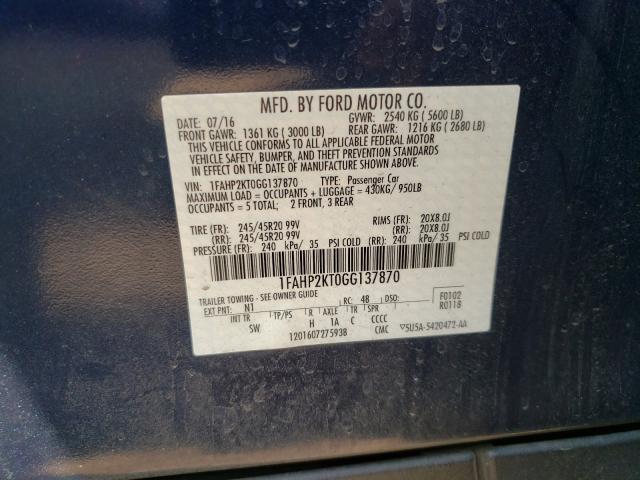 MFD. BY FORD MOTOR CO.
DATE: 07/16 GVWR: 2540 KG ( 5600 LB)
FRONT GAWR: 1361 KG ( 3000 LB) REAR GAWR: 1216 KG ( 2680 LB)
THIS VEHICLE CONFORMS TO ALL APPLICABLE FEDERAL MOTOR
VEHICLE SAFETY, BUMPER, AND THEFT PREVENTION STANDARDS
IN EFFECT ON THE DATE OF MANUFACTURE SHOWN ABOVE.
VIN: 1FAHP2KT0GG137870 TYPE: Passenger Car
MAXIMUM LOAD = OCCUPANTS + LUGGAGE = 430KG/ 950LB
OCCUPANTS = 5 TOTAL; 2 FRONT, 3 REAR
TIRE (FR): 245/45R20 99V RIMS (FR): 20X8.0J
(RR): 245/45R20 99V (RR): 20X8.0J
PRESSURE (FR): 240 kPa/ 35 PSI COLD (RR): 240 kPa/ 35 PSI COLD
1FAHP2KT0GG137870
TRAILER TOWING - SEE OWNER GUIDE
EXT PNT: N1 RC: 48 DSO: F0102
INT TR TP/PS R AXLE TR SPR R0118
SW H 1A C CCCC
1201607275938 CMC ▽5U5A-5420472-AA